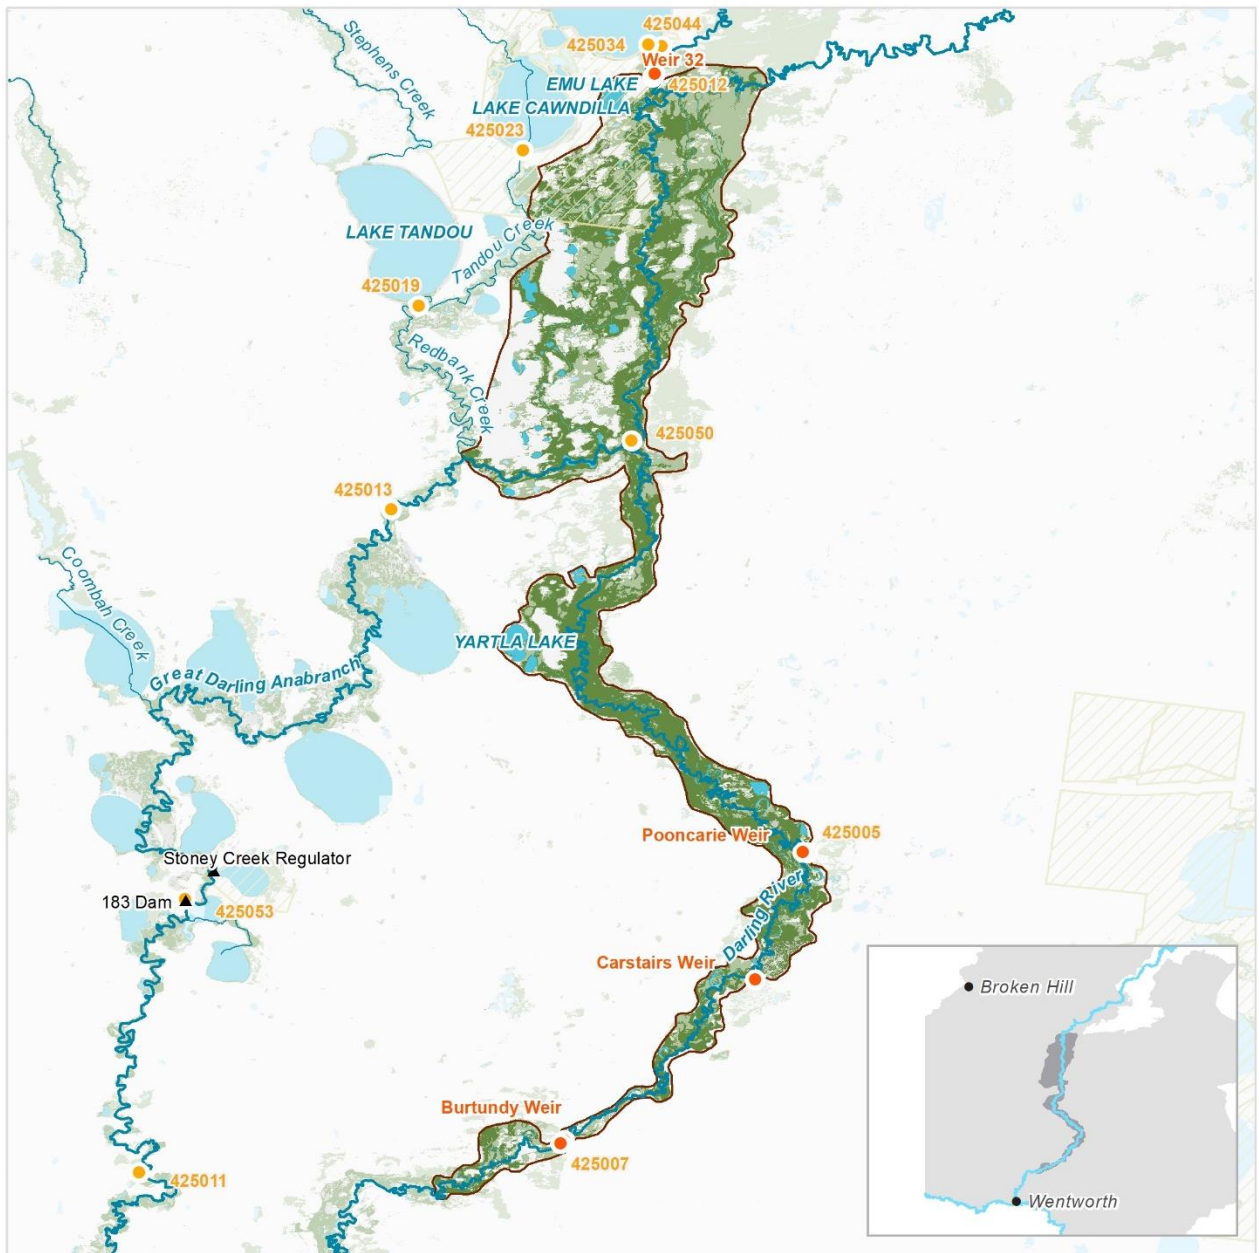 Stephens Creek
425044
425034
Weir 32
EMU LAKE
425012
LAKE CAWNDILLA
425023
LAKE TANDOU
Tandou Creek
425019
Redbank Creek
425050
425013
Coombah Creek
YARTLA LAKE
Great Darling Anabranch
Pooncarie Weir
425005
Stoney Creek Regulator
183 Dam
425053
Darling River
Carstairs Weir
Broken Hill
Burtundy Weir
425007
425011
Wentworth